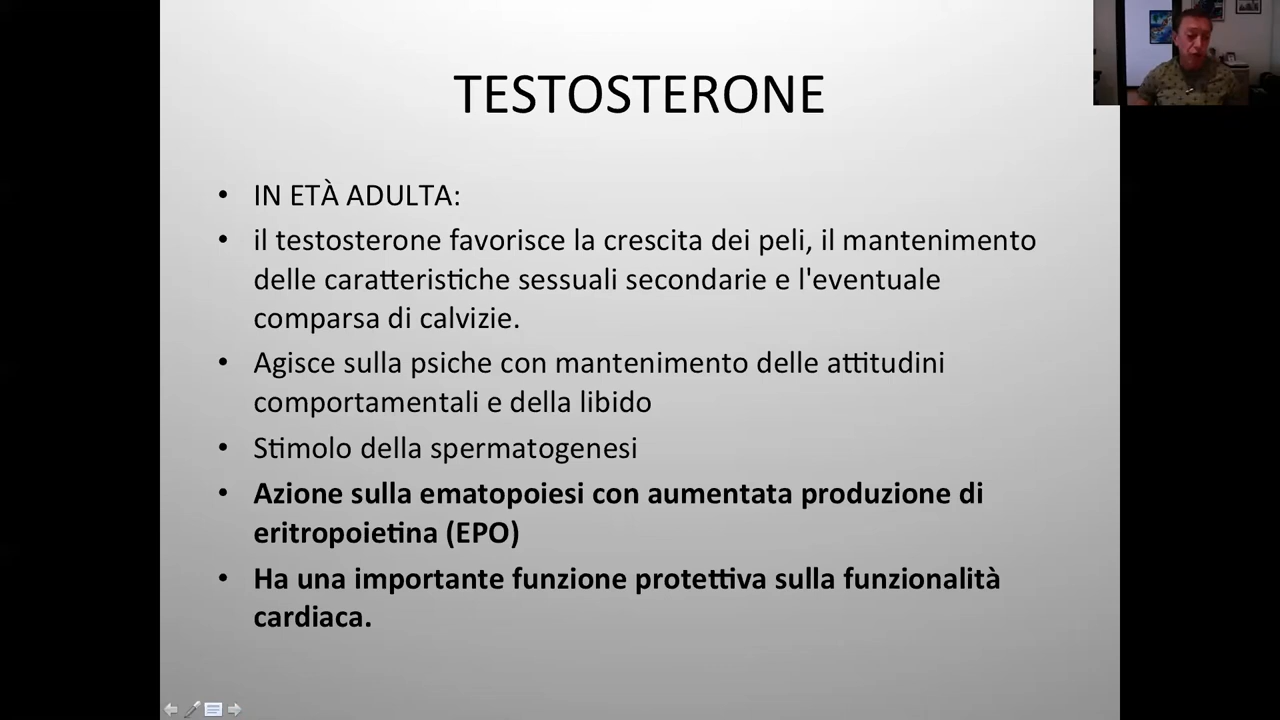 TESTOSTERONE
• IN ETÀ ADULTA:
• il testosterone favorisce la crescita dei peli, il mantenimento
delle caratteristiche sessuali secondarie e l'eventuale
comparsa di calvizie.
• Agisce sulla psiche con mantenimento delle attitudini
comportamentali e della libido
• Stimolo della spermatogenesi
• Azione sulla ematopoiesi con aumentata produzione di
eritropoietina (EPO)
• Ha una importante funzione protettiva sulla funzionalità
cardiaca.